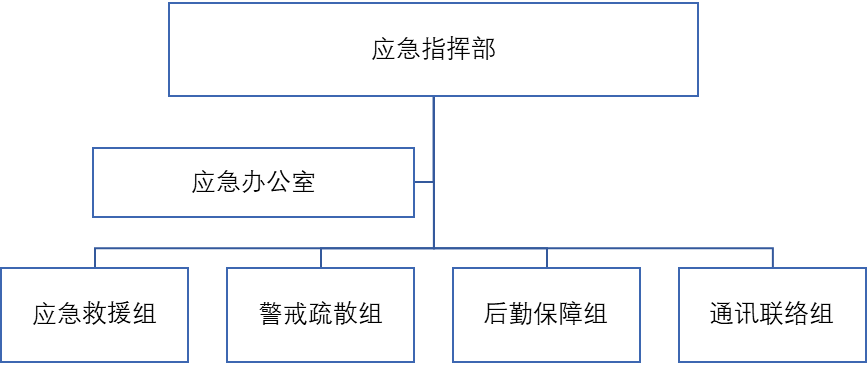 应急指挥部
应急办公室
应急救援组
警戒疏散组
后勤保障组
通讯联络组